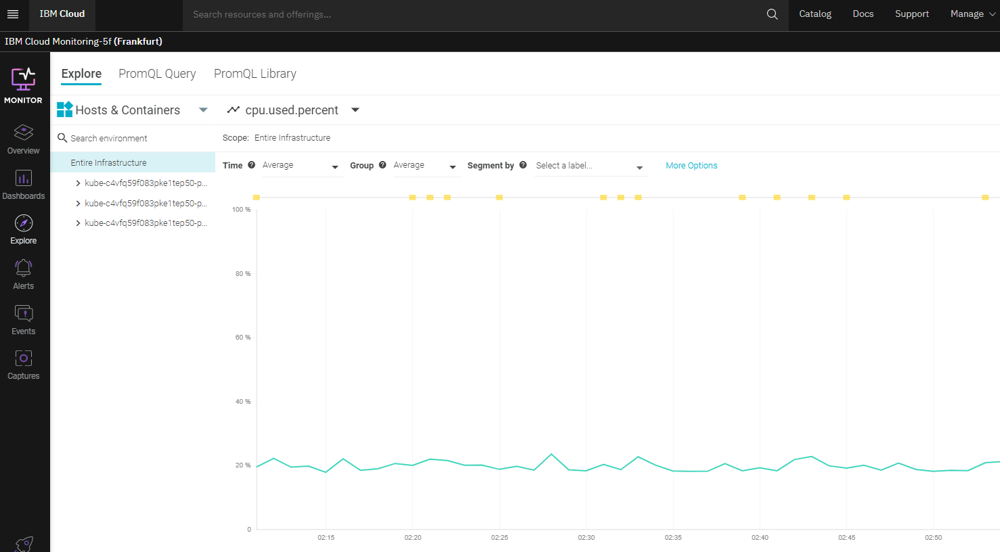 IBM Cloud
Search resources and offerings...
Catalog
Docs
Support
Manage
IBM Cloud Monitoring-5f (Frankfurt)
MONITOR
Overview
Dashboards
Explore
Alerts
Events
Captures
Explore
PromQL Query
PromQL Library
Hosts & Containers
cpu.used.percent
Search environment
Entire Infrastructure
kube-c4vfq59f083pke1tep50-p...
kube-c4vfq59f083pke1tep50-p...
kube-c4vfq59f083pke1tep50-p...
Scope: Entire Infrastructure
Time ? Average Group ? Average Segment by ? Select a label... More Options
100 %
80 %
60 %
40 %
20 %
0
02:15 02:20 02:25 02:30 02:35 02:40 02:45 02:50